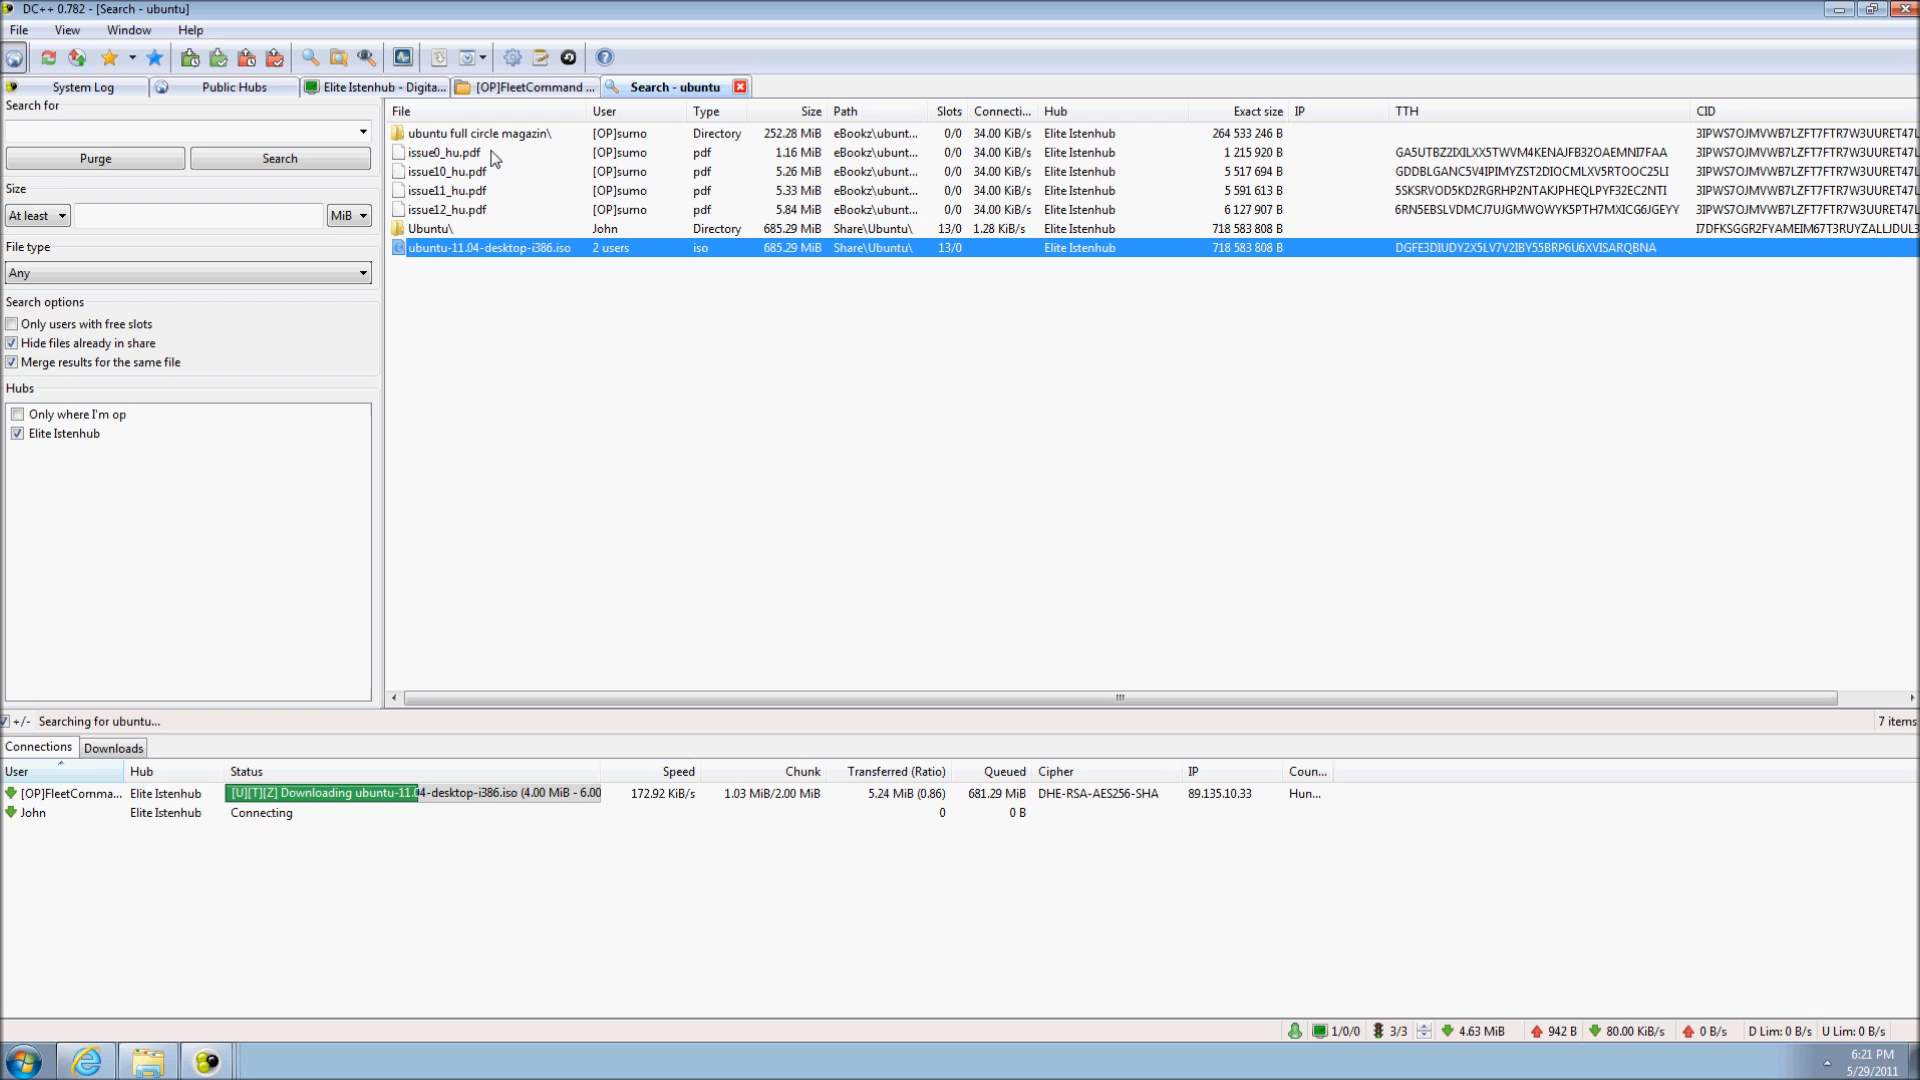 DC++ 0.782 - [Search - ubuntu]
File View Window Help
System Log Public Hubs Elite Istenhub - Digita... [OP]FleetCommand ... Search - ubuntu
Search for
Purge Search
Size
At least MiB
File type
Any
Search options
Only users with free slots
Hide files already in share
Merge results for the same file
Hubs
Only where I'm op
Elite Istenhub
File User Type Size Path Slots Connecti... Hub Exact size IP TTH CID
ubuntu full circle magazin\ [OP]sumo Directory 252.28 MiB eBookz\ubunt... 0/0 34.00 KiB/s Elite Istenhub 264 533 246 B 3IPWS7OJMVWB7LZFT7FTR7W3UURET47L
issue0_hu.pdf [OP]sumo pdf 1.16 MiB eBookz\ubunt... 0/0 34.00 KiB/s Elite Istenhub 1 215 920 B GA5UTBZ2IXILXX5TWVM4KENAJFB32OAEMNI7FAA 3IPWS7OJMVWB7LZFT7FTR7W3UURET47L
issue10_hu.pdf [OP]sumo pdf 5.26 MiB eBookz\ubunt... 0/0 34.00 KiB/s Elite Istenhub 5 517 694 B GDDBLGANC5V4IPIMYZST2DIOCMLXV5RTOOC25LI 3IPWS7OJMVWB7LZFT7FTR7W3UURET47L
issue11_hu.pdf [OP]sumo pdf 5.33 MiB eBookz\ubunt... 0/0 34.00 KiB/s Elite Istenhub 5 591 613 B 5SKSRVOD5KD2RGRHP2NTAKJPHEQLPYF32EC2NTI 3IPWS7OJMVWB7LZFT7FTR7W3UURET47L
issue12_hu.pdf [OP]sumo pdf 5.84 MiB eBookz\ubunt... 0/0 34.00 KiB/s Elite Istenhub 6 127 907 B 6RN5EBSLVDMCJ7UJGMWOWYK5PTH7MXICG6JGEYY 3IPWS7OJMVWB7LZFT7FTR7W3UURET47L
Ubuntu\ John Directory 685.29 MiB Share\Ubuntu\ 13/0 1.28 KiB/s Elite Istenhub 718 583 808 B I7DFKSGGR2FYAMEIM67T3RUYZALLJDUL3
ubuntu-11.04-desktop-i386.iso 2 users iso 685.29 MiB Share\Ubuntu\ 13/0 Elite Istenhub 718 583 808 B DGFE3DIUDY2X5LV7V2IBY55BRP6U6XVISARQBNA
+/- Searching for ubuntu... 7 items
Connections Downloads
User Hub Status Speed Chunk Transferred (Ratio) Queued Cipher IP Coun...
[OP]FleetComma... Elite Istenhub [U][T][Z] Downloading ubuntu-11.04-desktop-i386.iso (4.00 MiB - 6.00 172.92 KiB/s 1.03 MiB/2.00 MiB 5.24 MiB (0.86) 681.29 MiB DHE-RSA-AES256-SHA 89.135.10.33 Hun...
John Elite Istenhub Connecting 0 0 B
1/0/0 3/3 4.63 MiB 942 B 80.00 KiB/s 0 B/s D Lim: 0 B/s U Lim: 0 B/s
6:21 PM
5/29/2011